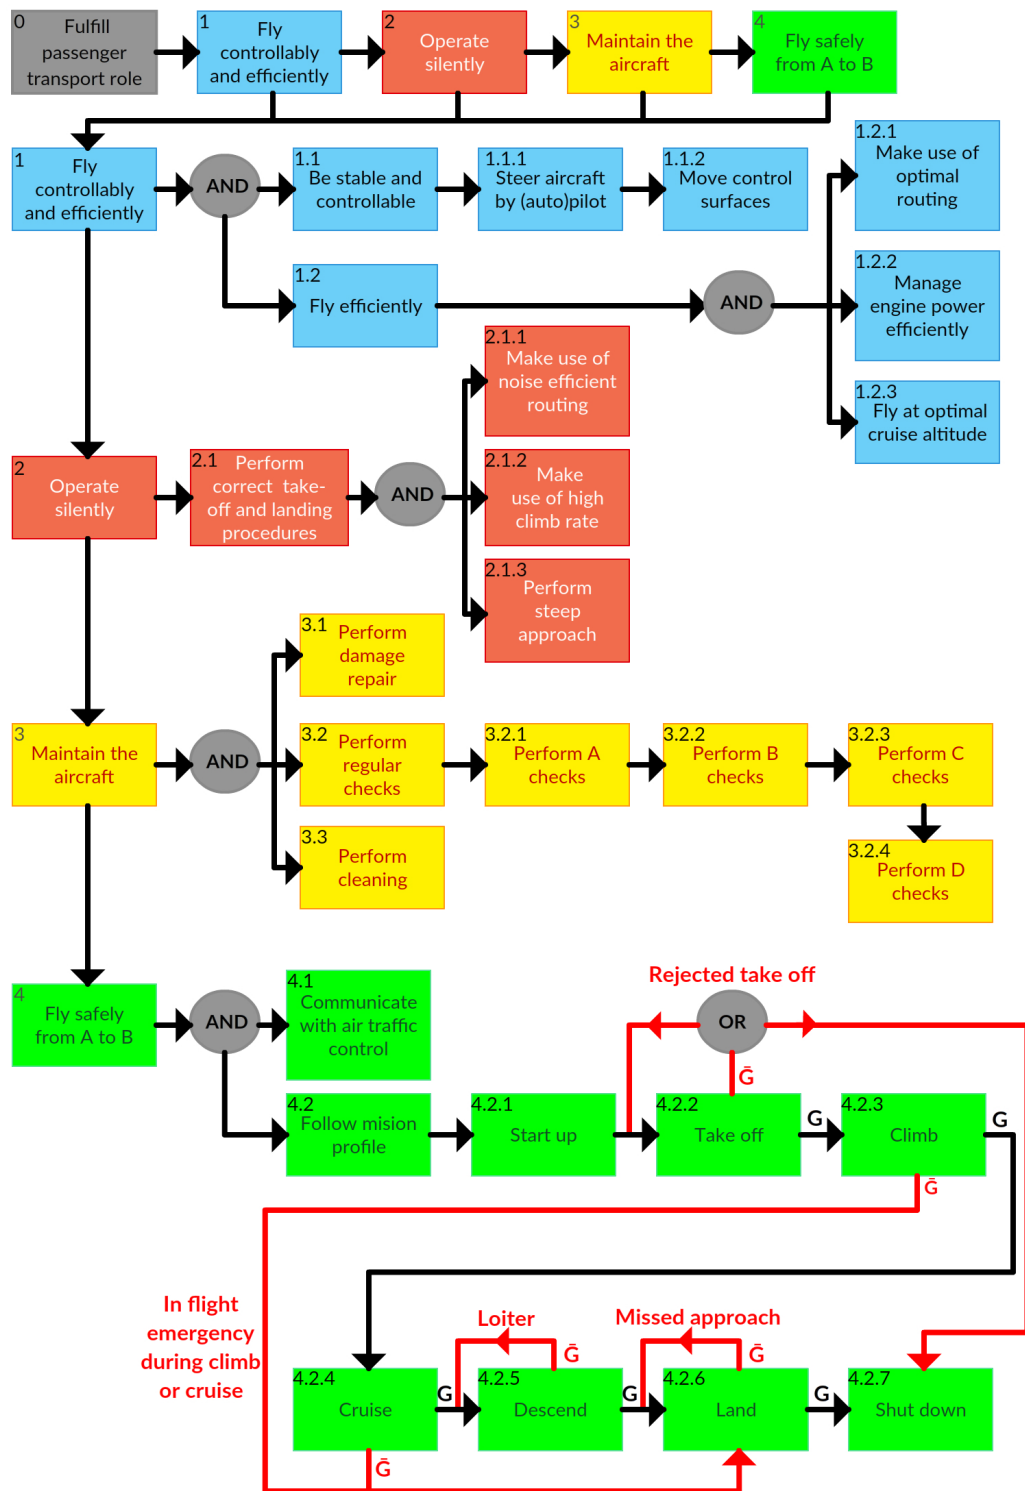 0
Fulfill
passenger
transport role
1
Fly
controllably
and efficiently
2
Operate
silently
3
Maintain the
aircraft
4
Fly safely
from A to B
1
Fly
controllably
and efficiently
AND
1.1
Be stable and
controllable
1.1.1
Steer aircraft
by (auto)pilot
1.1.2
Move control
surfaces
1.2.1
Make use of
optimal
routing
1.2
Fly efficiently
AND
1.2.2
Manage
engine power
efficiently
1.2.3
Fly at optimal
cruise altitude
2
Operate
silently
2.1
Perform
correct take-
off and landing
procedures
AND
2.1.1
Make use of
noise efficient
routing
2.1.2
Make
use of high
climb rate
2.1.3
Perform
steep
approach
3
Maintain the
aircraft
AND
3.1
Perform
damage
repair
3.2
Perform
regular
checks
3.2.1
Perform A
checks
3.2.2
Perform B
checks
3.2.3
Perform C
checks
3.2.4
Perform D
checks
3.3
Perform
cleaning
4
Fly safely
from A to B
AND
4.1
Communicate
with air traffic
control
Rejected take off
OR
Ḡ
4.2
Follow mision
profile
4.2.1
Start up
4.2.2
Take off
G
4.2.3
Climb
G
Ḡ
In flight
emergency
during climb
or cruise
Loiter
Ḡ
Missed approach
Ḡ
4.2.4
Cruise
G
4.2.5
Descend
G
4.2.6
Land
G
4.2.7
Shut down
Ḡ